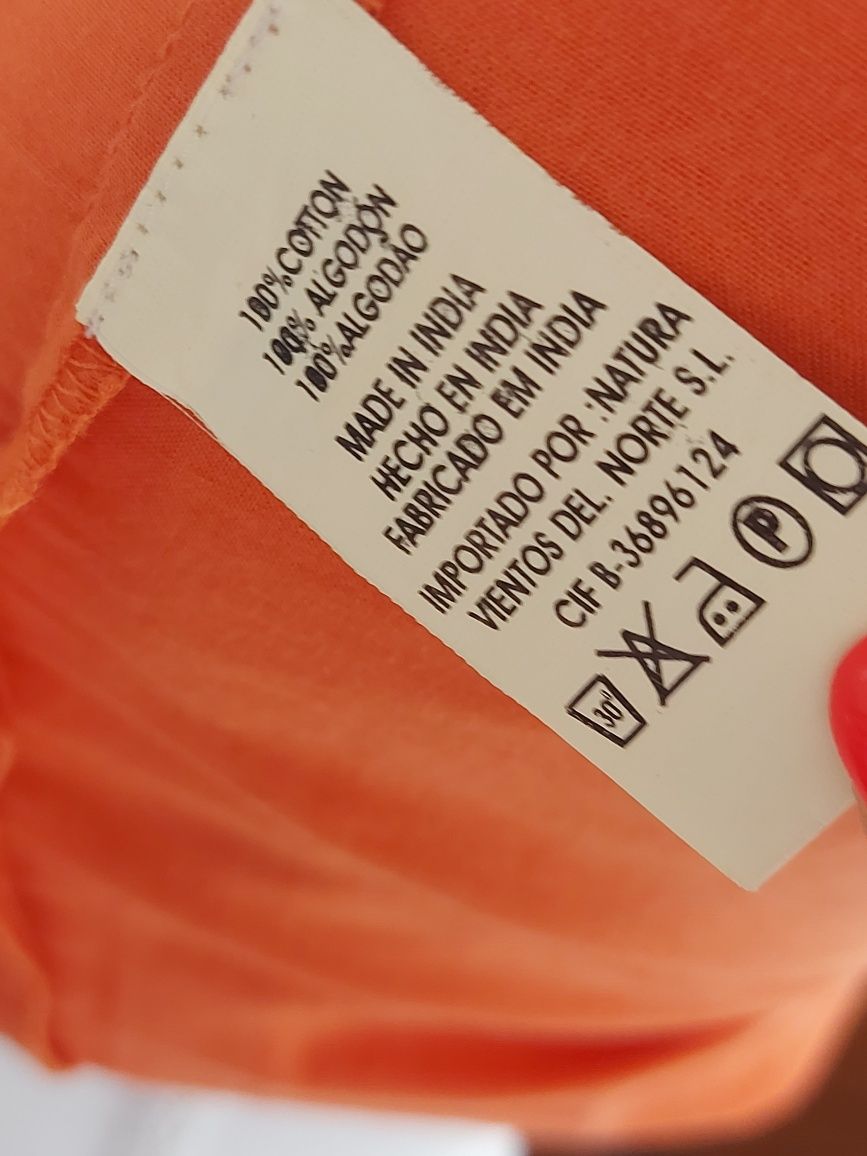 100% COTTON
100% ALGODÓN
100% ALGODÃO
MADE IN INDIA
HECHO EN INDIA
FABRICADO EM INDIA
IMPORTADO POR :NATURA
VIENTOS DEL. NORTE S.L.
CIF B-36896124
30° P